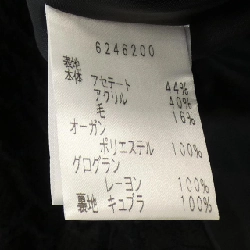 6246200
表地
本体 アセテート 44%
アクリル 40%
毛 16%
オーガン
ポリエステル 100%
グログラン
レーヨン 100%
裏地 キュプラ 100%